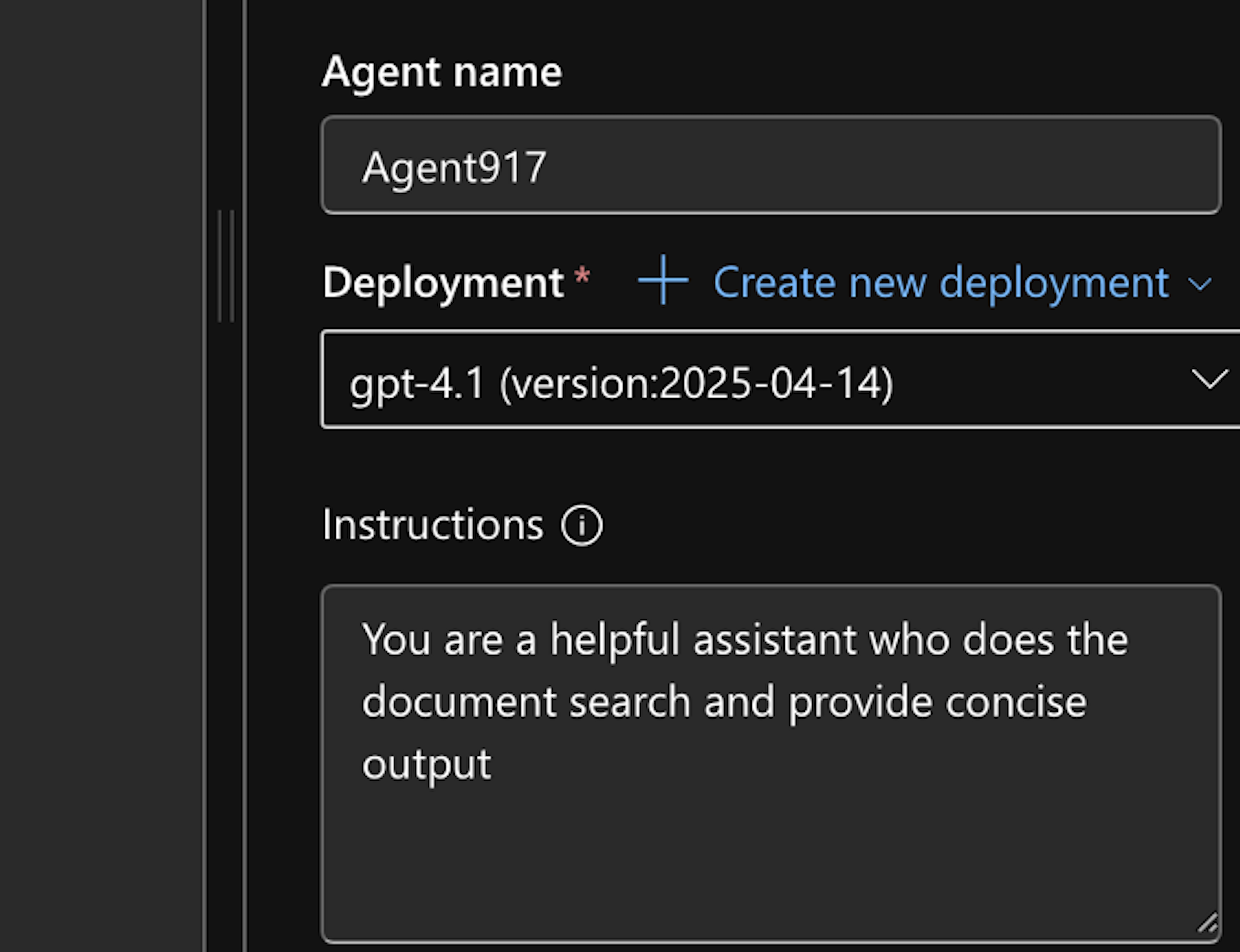 Agent name
Agent917
Deployment * + Create new deployment
gpt-4.1 (version:2025-04-14)
Instructions
You are a helpful assistant who does the
document search and provide concise
output